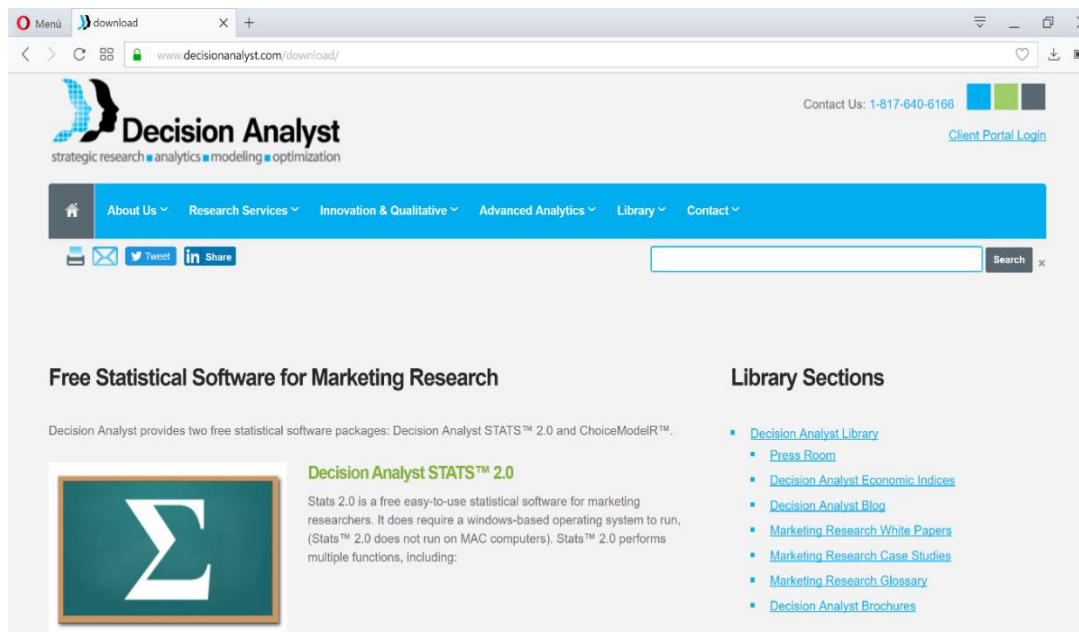 Menú download
www.decisionanalyst.com/download/
Decision Analyst
strategic research analytics modeling optimization
Contact Us: 1-817-640-6166
Client Portal Login
About Us Research Services Innovation & Qualitative Advanced Analytics Library Contact
Tweet in Share
Search
Free Statistical Software for Marketing Research
Decision Analyst provides two free statistical software packages: Decision Analyst STATS™ 2.0 and ChoiceModelR™.
Σ
Decision Analyst STATS™ 2.0
Stats 2.0 is a free easy-to-use statistical software for marketing
researchers. It does require a windows-based operating system to run,
(Stats™ 2.0 does not run on MAC computers). Stats™ 2.0 performs
multiple functions, including:
Library Sections
Decision Analyst Library
Press Room
Decision Analyst Economic Indices
Decision Analyst Blog
Marketing Research White Papers
Marketing Research Case Studies
Marketing Research Glossary
Decision Analyst Brochures